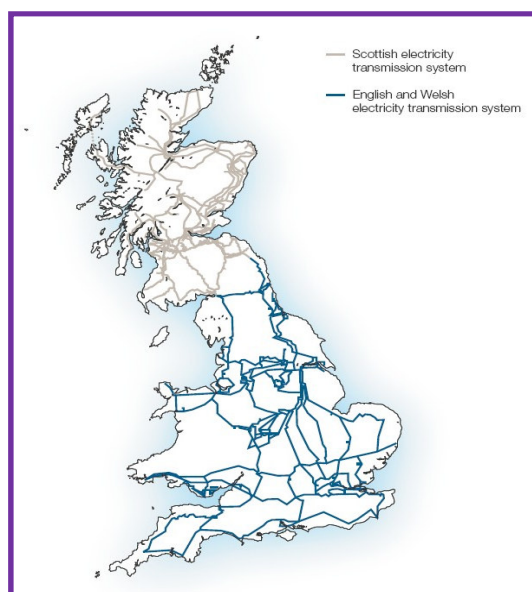 Scottish electricity
transmission system
English and Welsh
electricity transmission system